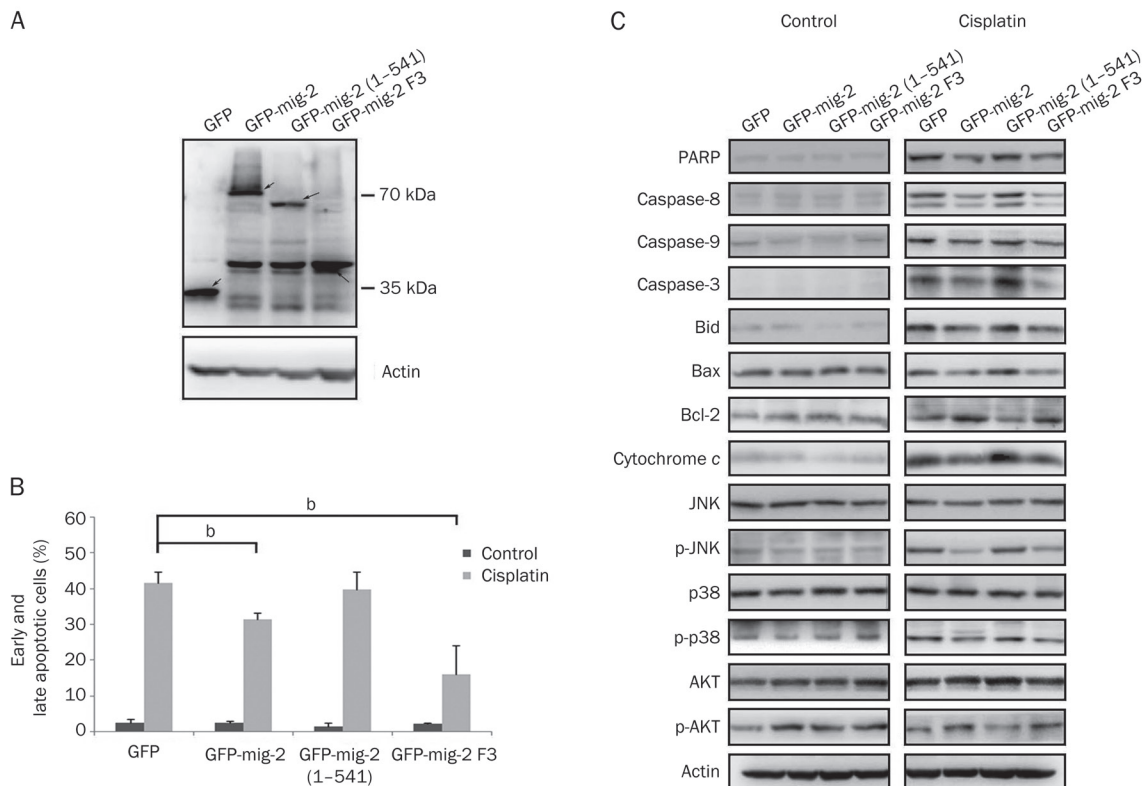 A
GFP
GFP-mig-2
GFP-mig-2 (1–541)
GFP-mig-2 F3
70 kDa
35 kDa
Actin
B
60
50
40
30
20
10
0
Early and
late apoptotic cells (%)
b
b
Control
Cisplatin
GFP
GFP-mig-2
GFP-mig-2
(1–541)
GFP-mig-2 F3
C
Control
Cisplatin
GFP
GFP-mig-2
GFP-mig-2 (1–541)
GFP-mig-2 F3
GFP
GFP-mig-2
GFP-mig-2 (1–541)
GFP-mig-2 F3
PARP
Caspase-8
Caspase-9
Caspase-3
Bid
Bax
Bcl-2
Cytochrome c
JNK
p-JNK
p38
p-p38
AKT
p-AKT
Actin